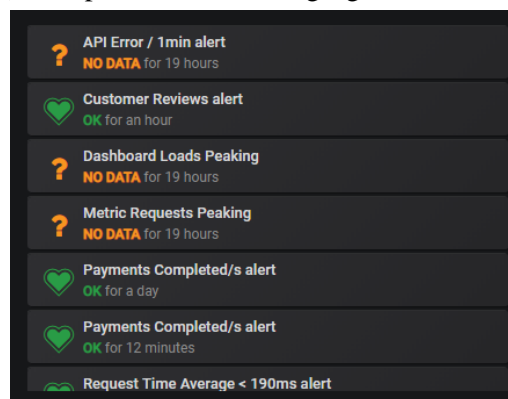 API Error / 1min alert
NO DATA for 19 hours
Customer Reviews alert
OK for an hour
Dashboard Loads Peaking
NO DATA for 19 hours
Metric Requests Peaking
NO DATA for 19 hours
Payments Completed/s alert
OK for a day
Payments Completed/s alert
OK for 12 minutes
Request Time Average < 190ms alert